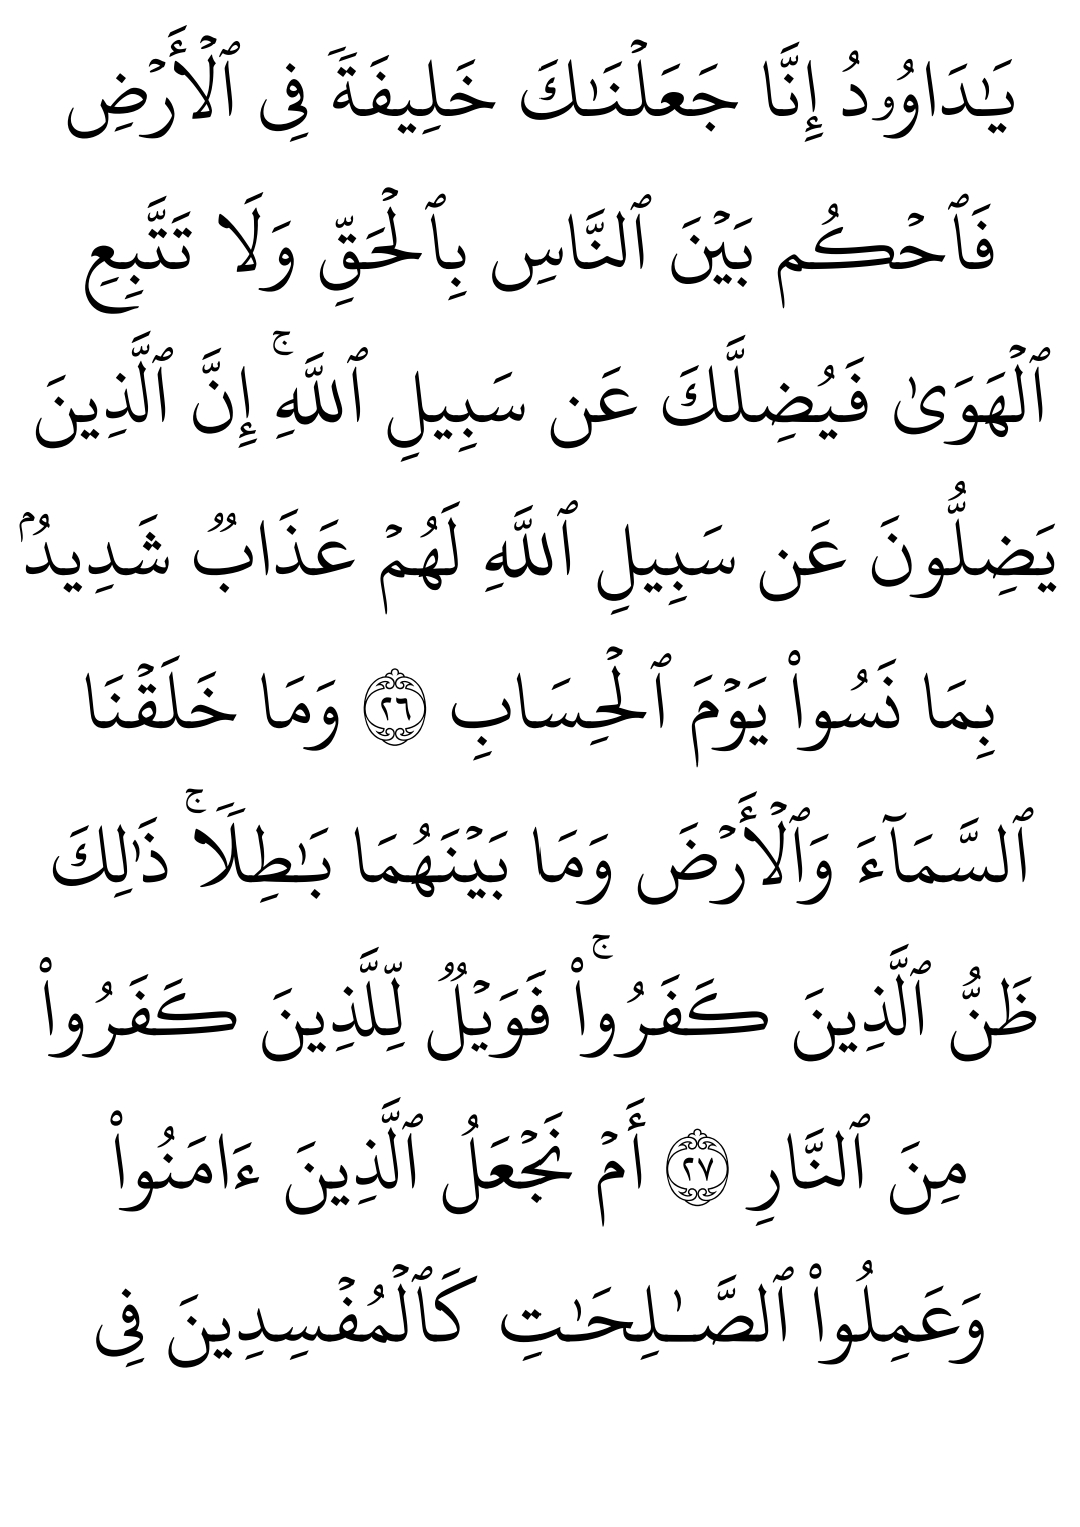 يَـٰدَاوُۥدُ إِنَّا جَعَلْنَـٰكَ خَلِيفَةً فِى ٱلْأَرْضِ
فَٱحْكُم بَيْنَ ٱلنَّاسِ بِٱلْحَقِّ وَلَا تَتَّبِعِ
ٱلْهَوَىٰ فَيُضِلَّكَ عَن سَبِيلِ ٱللَّهِ ۚ إِنَّ ٱلَّذِينَ
يَضِلُّونَ عَن سَبِيلِ ٱللَّهِ لَهُمْ عَذَابٌ شَدِيدٌۢ
بِمَا نَسُوا۟ يَوْمَ ٱلْحِسَابِ ٢٦ وَمَا خَلَقْنَا
ٱلسَّمَآءَ وَٱلْأَرْضَ وَمَا بَيْنَهُمَا بَـٰطِلًا ۚ ذَٰلِكَ
ظَنُّ ٱلَّذِينَ كَفَرُوا۟ ۚ فَوَيْلٌ لِّلَّذِينَ كَفَرُوا۟
مِنَ ٱلنَّارِ ٢٧ أَمْ نَجْعَلُ ٱلَّذِينَ ءَامَنُوا۟
وَعَمِلُوا۟ ٱلصَّـٰلِحَـٰتِ كَٱلْمُفْسِدِينَ فِى